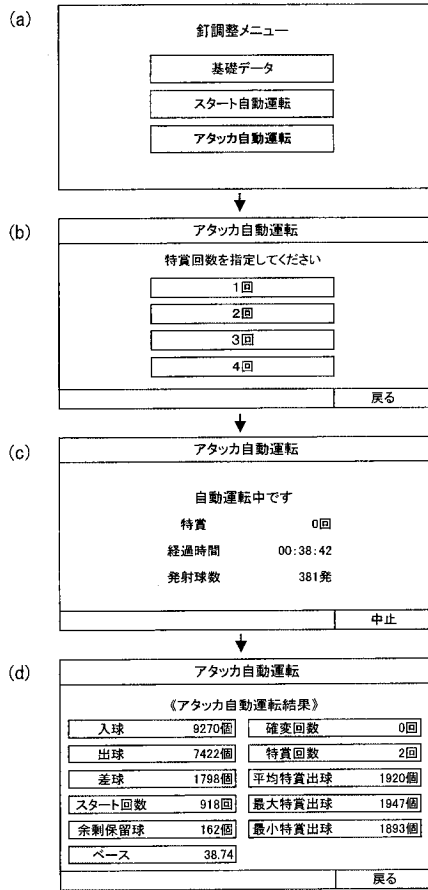 (a)
釘調整メニュー
基礎データ
スタート自動運転
アタッカ自動運転
(b)
アタッカ自動運転
特賞回数を指定してください
1回
2回
3回
4回
戻る
(c)
アタッカ自動運転
自動運転中です
特賞 0回
経過時間 00:38:42
発射球数 381発
中止
(d)
アタッカ自動運転
《アタッカ自動運転結果》
入球 9270個 確変回数 0回
出球 7422個 特賞回数 2回
差球 1798個 平均特賞出球 1920個
スタート回数 918回 最大特賞出球 1947個
余剰保留球 162個 最小特賞出球 1893個
ベース 38.74
戻る